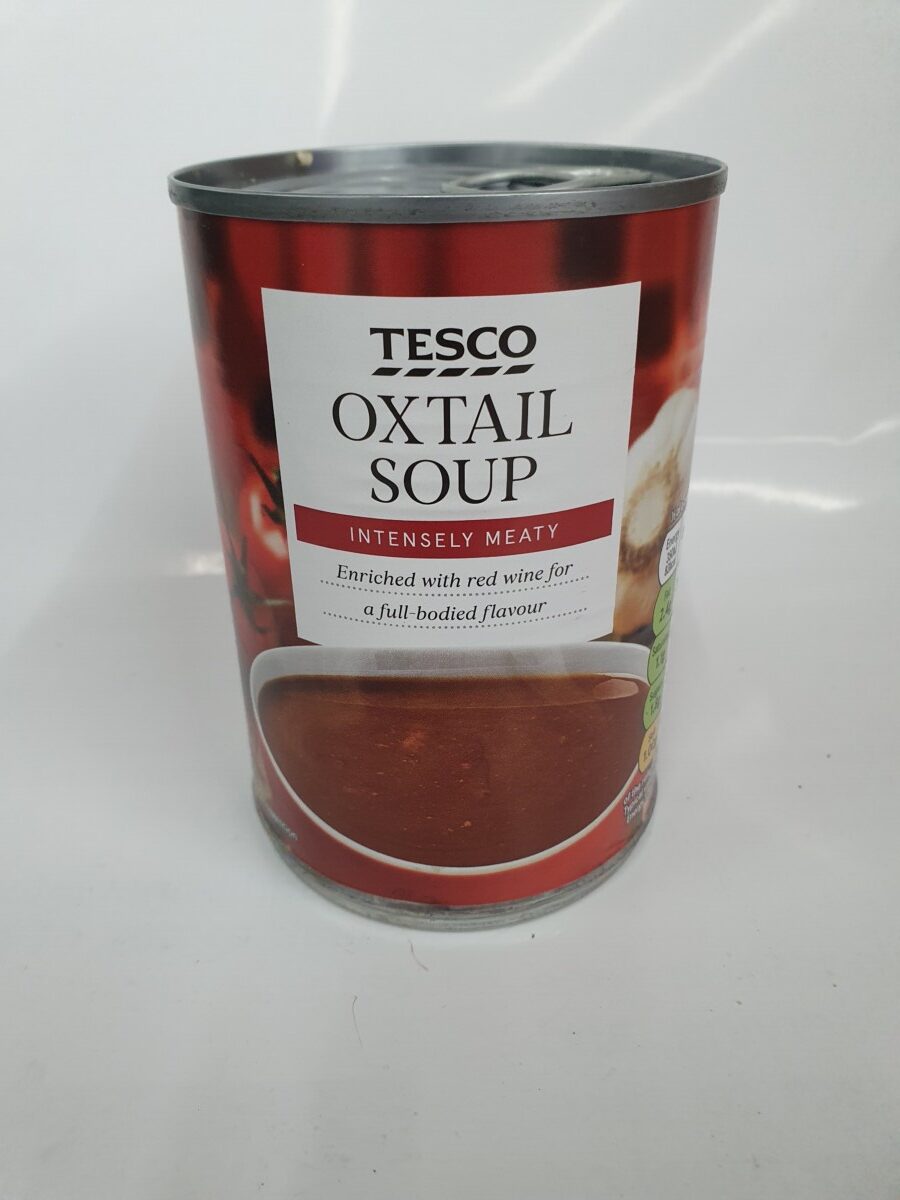 TESCO
OXTAIL
SOUP
INTENSELY MEATY
Enriched with red wine for
a full-bodied flavour